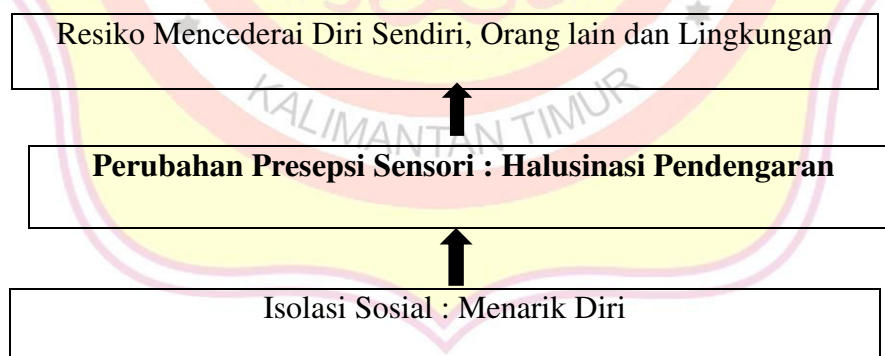 Resiko Mencederai Diri Sendiri, Orang lain dan Lingkungan
KALIMANTAN TIMUR
Perubahan Presepsi Sensori : Halusinasi Pendengaran
Isolasi Sosial : Menarik Diri